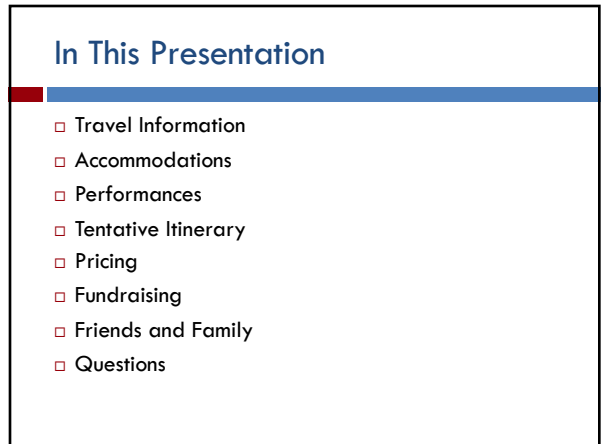 In This Presentation
Travel Information
Accommodations
Performances
Tentative Itinerary
Pricing
Fundraising
Friends and Family
Questions